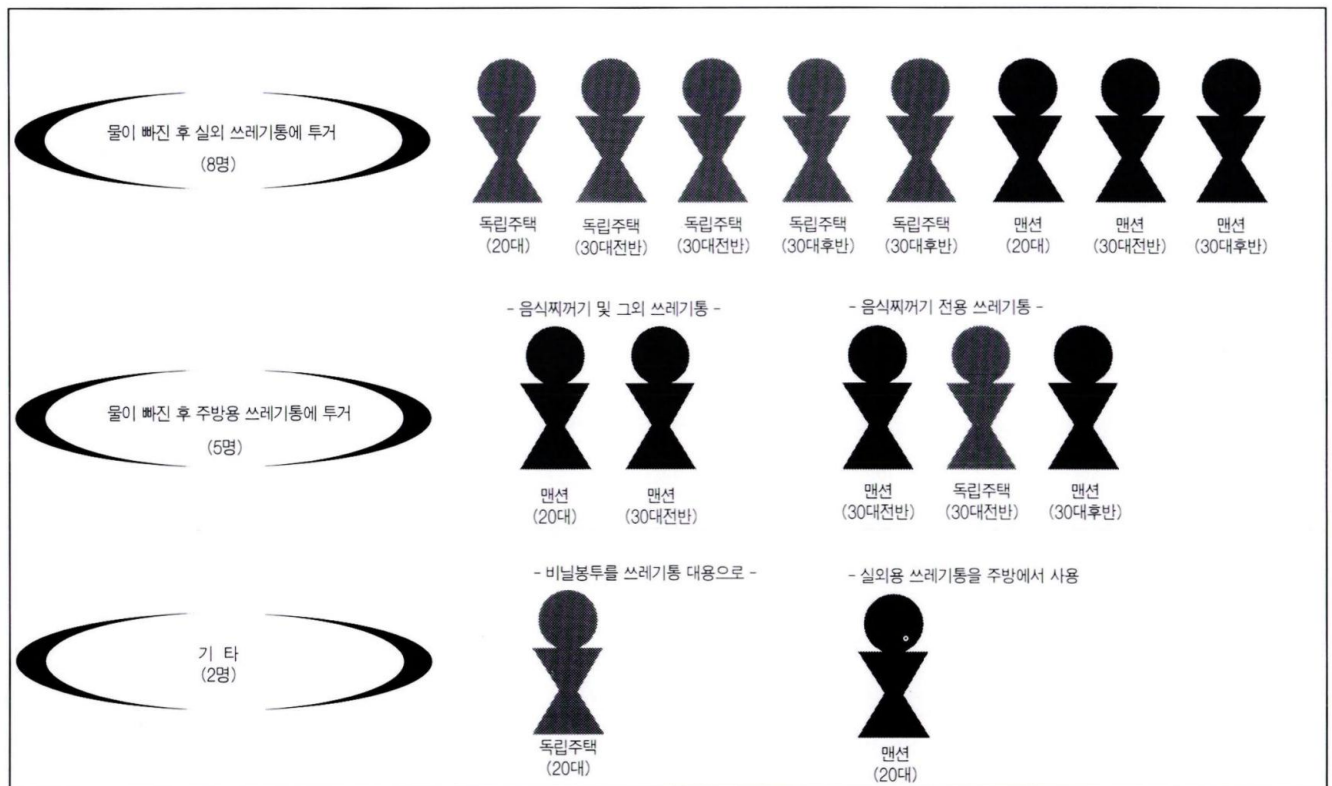 물이 빠진 후 실외 쓰레기통에 투거
(8명)
독립주택
(20대)
독립주택
(30대전반)
독립주택
(30대전반)
독립주택
(30대후반)
독립주택
(30대후반)
맨션
(20대)
맨션
(30대전반)
맨션
(30대후반)
물이 빠진 후 주방용 쓰레기통에 투거
(5명)
- 음식찌꺼기 및 그외 쓰레기통 -
맨션
(20대)
맨션
(30대전반)
- 음식찌꺼기 전용 쓰레기통 -
맨션
(30대전반)
독립주택
(30대전반)
맨션
(30대후반)
기 타
(2명)
- 비닐봉투를 쓰레기통 대용으로 -
독립주택
(20대)
- 실외용 쓰레기통을 주방에서 사용
맨션
(20대)